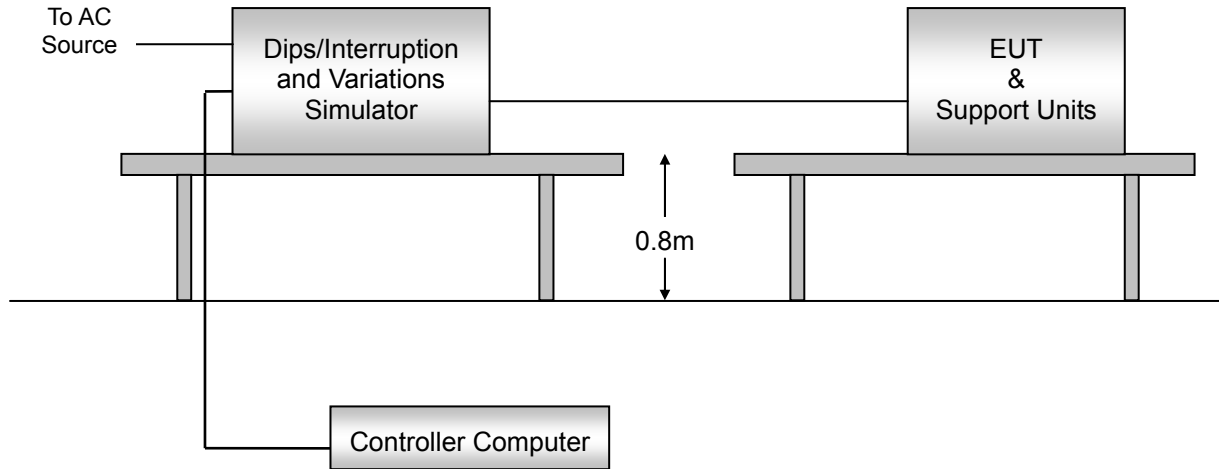 To AC
Source
Dips/Interruption
and Variations
Simulator
EUT
&
Support Units
0.8m
Controller Computer